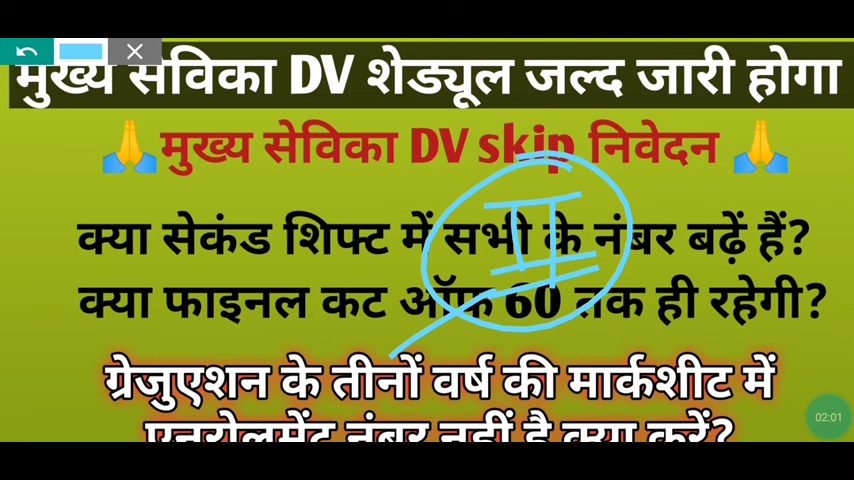 मुख्य सेविका DV शेड्यूल जल्द जारी होगा
मुख्य सेविका DV skip निवेदन
क्या सेकंड शिफ्ट में सभी के नंबर बढ़ें हैं?
क्या फाइनल कट ऑफ 60 तक ही रहेगी?
II
ग्रेजुएशन के तीनों वर्ष की मार्कशीट में
एनरोलमेंट नंबर नहीं है क्या करें?
02:01